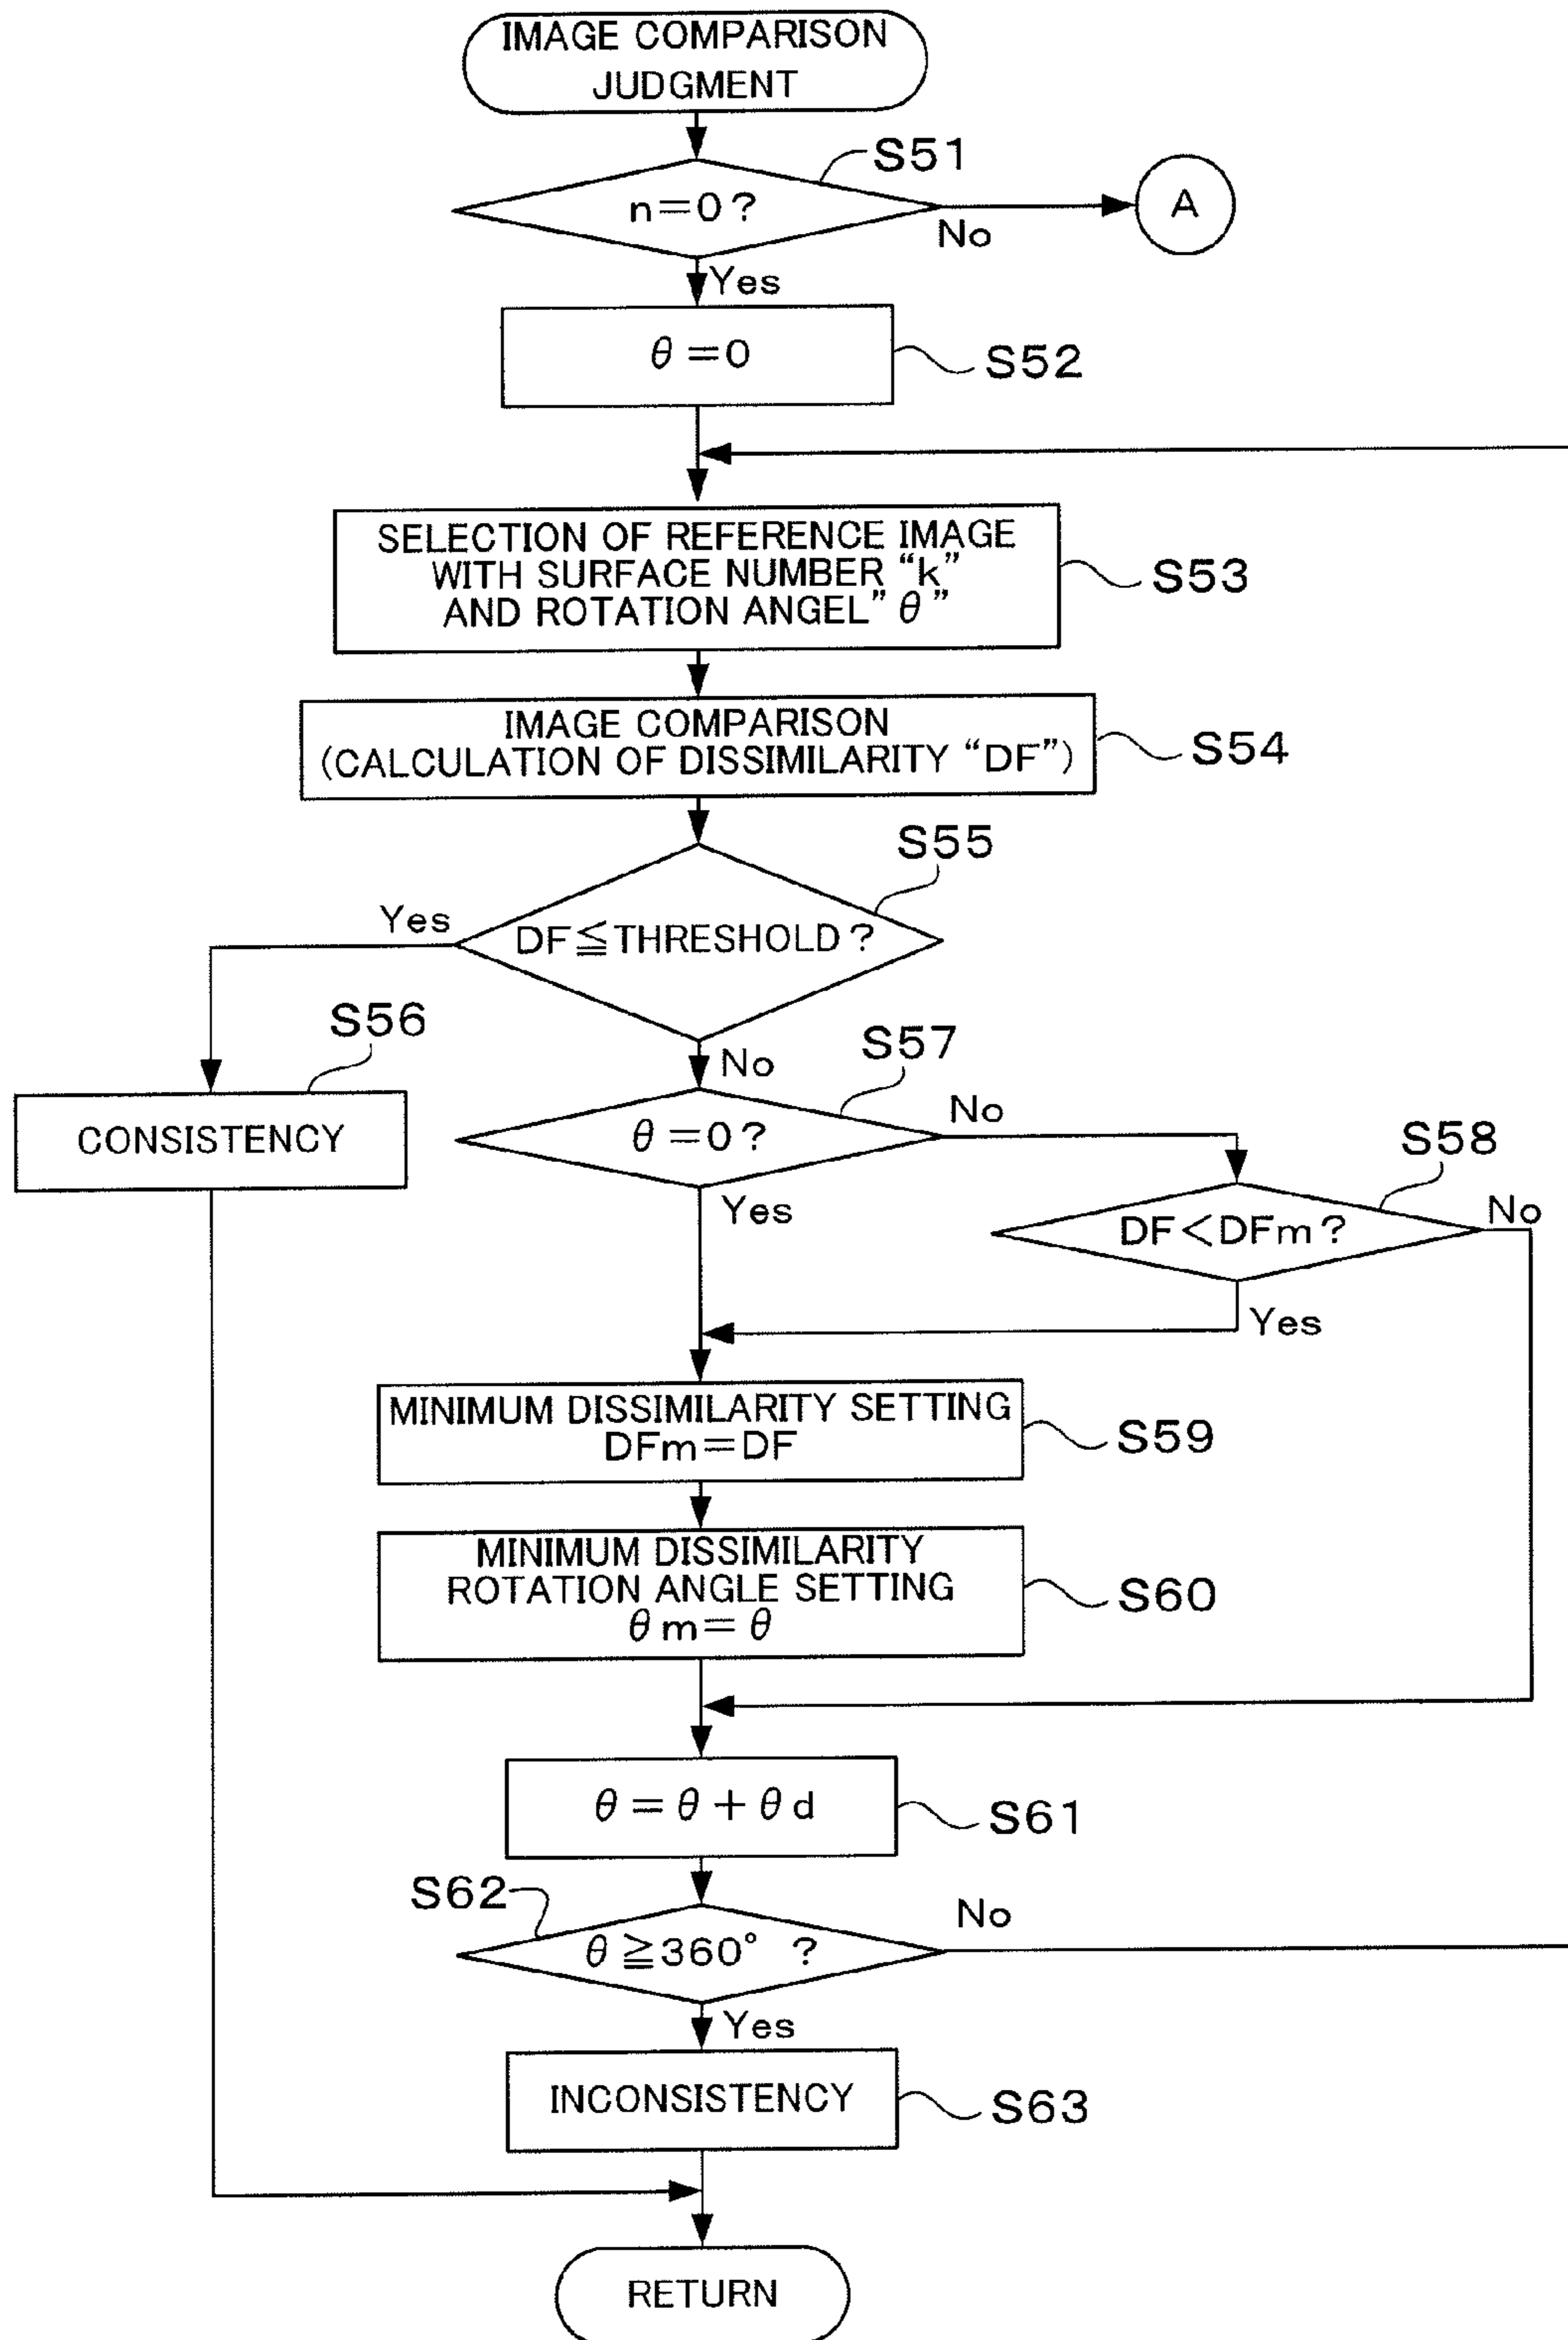 IMAGE COMPARISON
JUDGMENT
S51
n=0?
No
A
Yes
θ=0
S52
SELECTION OF REFERENCE IMAGE
WITH SURFACE NUMBER “k”
AND ROTATION ANGEL” θ”
S53
IMAGE COMPARISON
(CALCULATION OF DISSIMILARITY “DF”)
S54
S55
Yes
DF≦THRESHOLD?
S56
No
S57
CONSISTENCY
θ=0?
No
S58
Yes
DF<DFm?
No
Yes
MINIMUM DISSIMILARITY SETTING
DFm=DF
S59
MINIMUM DISSIMILARITY
ROTATION ANGLE SETTING
θm=θ
S60
θ=θ+θd
S61
S62
No
θ≧360° ?
Yes
INCONSISTENCY
S63
RETURN